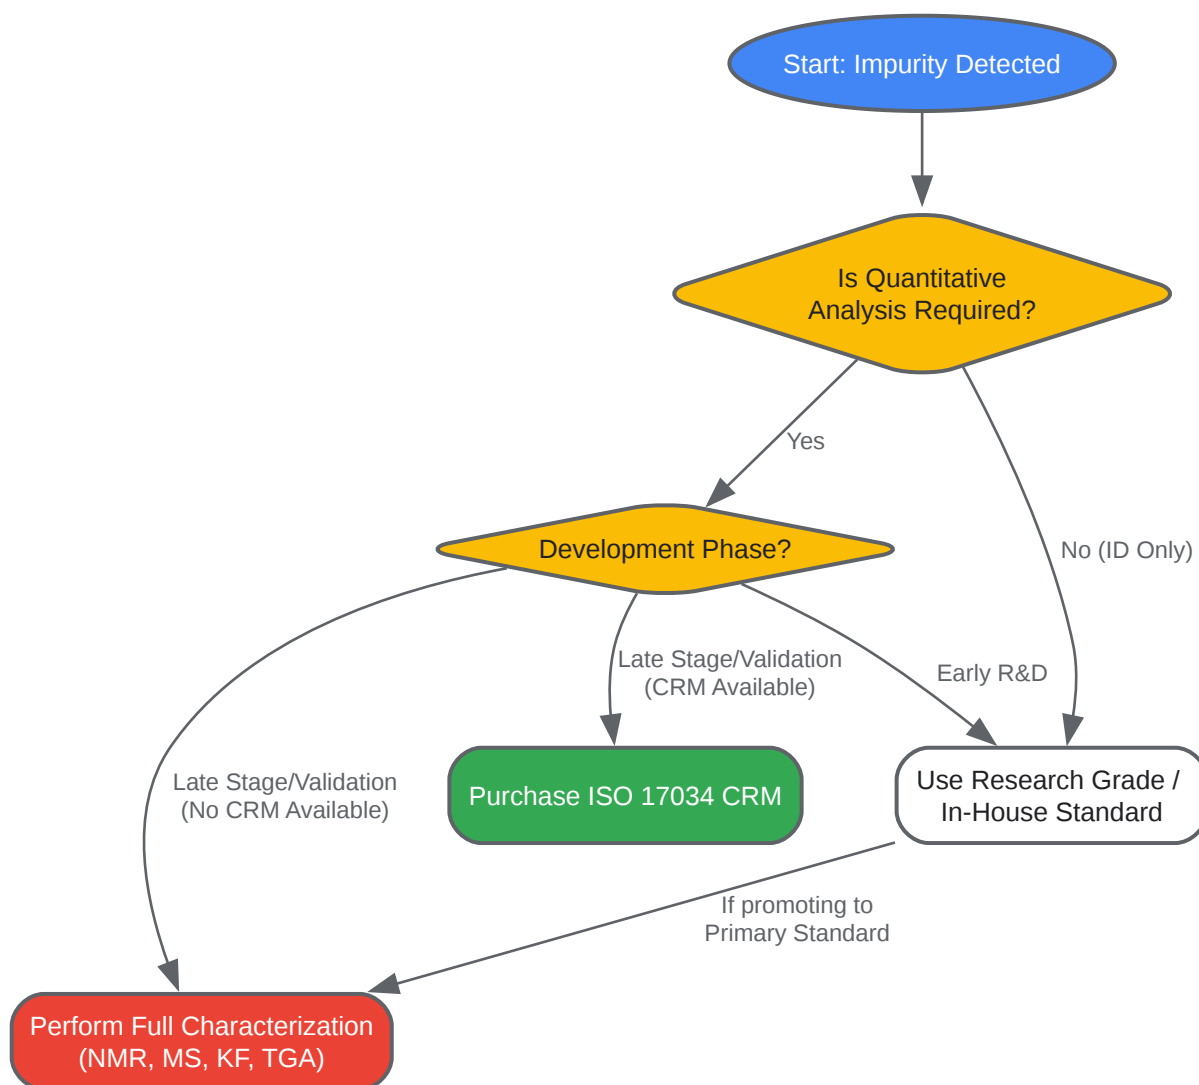 Start: Impurity Detected
Is Quantitative
Analysis Required?
Yes
No (ID Only)
Development Phase?
Late Stage/Validation
(CRM Available)
Early R&D
Late Stage/Validation
(No CRM Available)
Purchase ISO 17034 CRM
Use Research Grade /
In-House Standard
If promoting to
Primary Standard
Perform Full Characterization
(NMR, MS, KF, TGA)